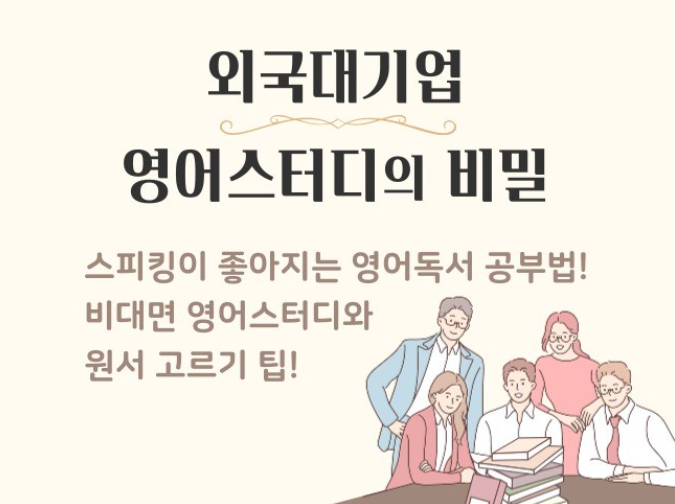 외국대기업
영어스터디의 비밀
스피킹이 좋아지는 영어독서 공부법!
비대면 영어스터디와
원서 고르기 팁!